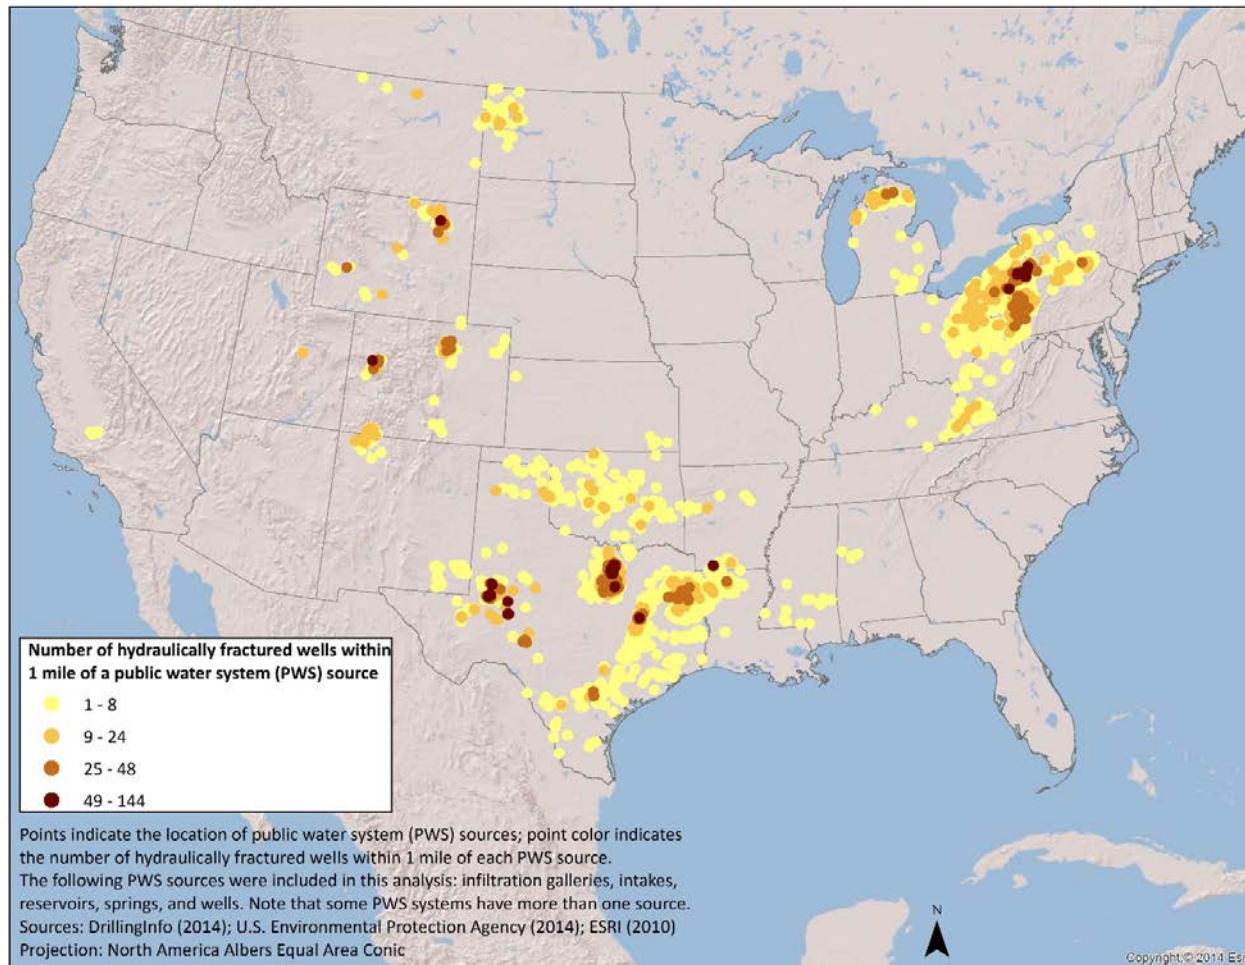 Number of hydraulically fractured wells within
1 mile of a public water system (PWS) source
1 - 8
9 - 24
25 - 48
49 - 144
Points indicate the location of public water system (PWS) sources; point color indicates
the number of hydraulically fractured wells within 1 mile of each PWS source.
The following PWS sources were included in this analysis: infiltration galleries, intakes,
reservoirs, springs, and wells. Note that some PWS systems have more than one source.
Sources: DrillingInfo (2014); U.S. Environmental Protection Agency (2014); ESRI (2010)
Projection: North America Albers Equal Area Conic
N
Copyright:© 2014 Esri